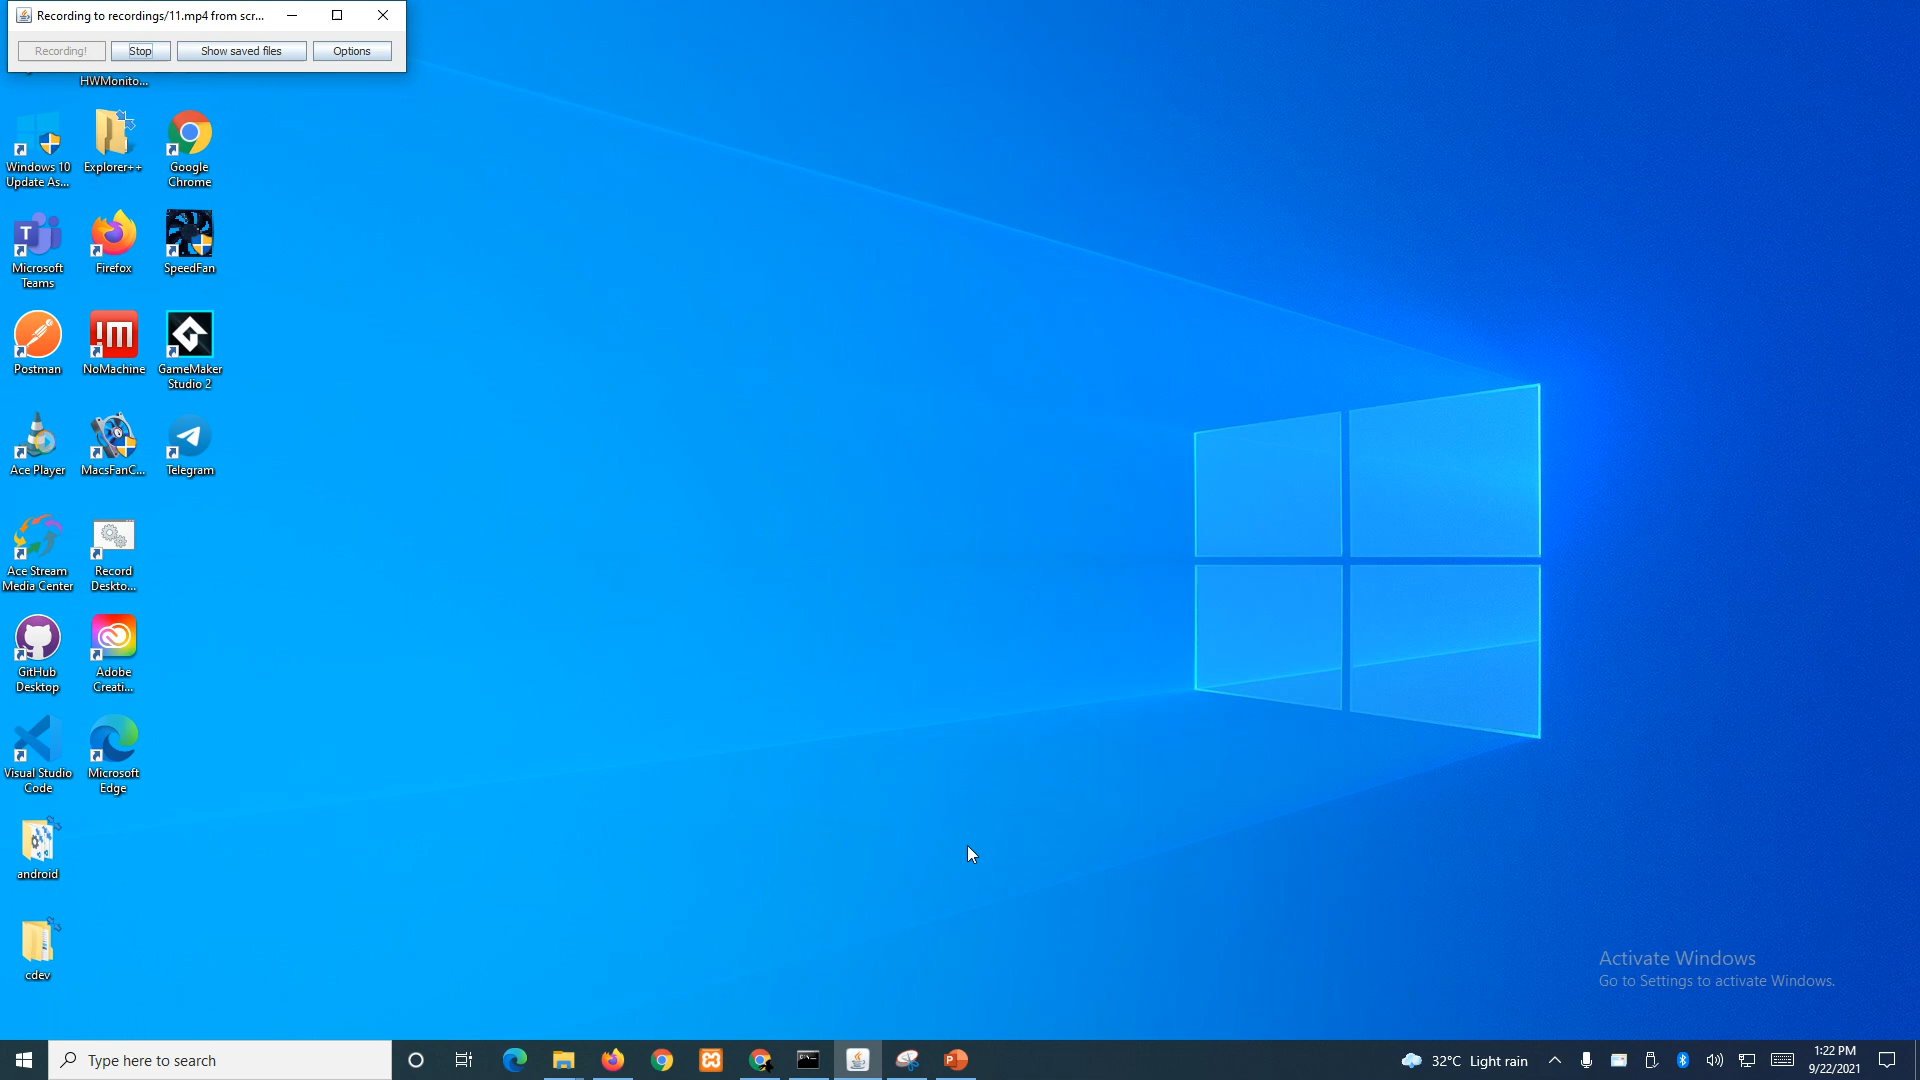 Recording to recordings/11.mp4 from scr...
Recording!
Stop
Show saved files
Options
HWMonito...
Windows 10
Update As...
Explorer++
Google
Chrome
Microsoft
Teams
Firefox
SpeedFan
Postman
NoMachine
GameMaker
Studio 2
Ace Player
MacsFanC...
Telegram
Ace Stream
Media Center
Record
Deskto...
GitHub
Desktop
Adobe
Creati...
Visual Studio
Code
Microsoft
Edge
android
cdev
Activate Windows
Go to Settings to activate Windows.
Type here to search
32°C Light rain
1:22 PM
9/22/2021